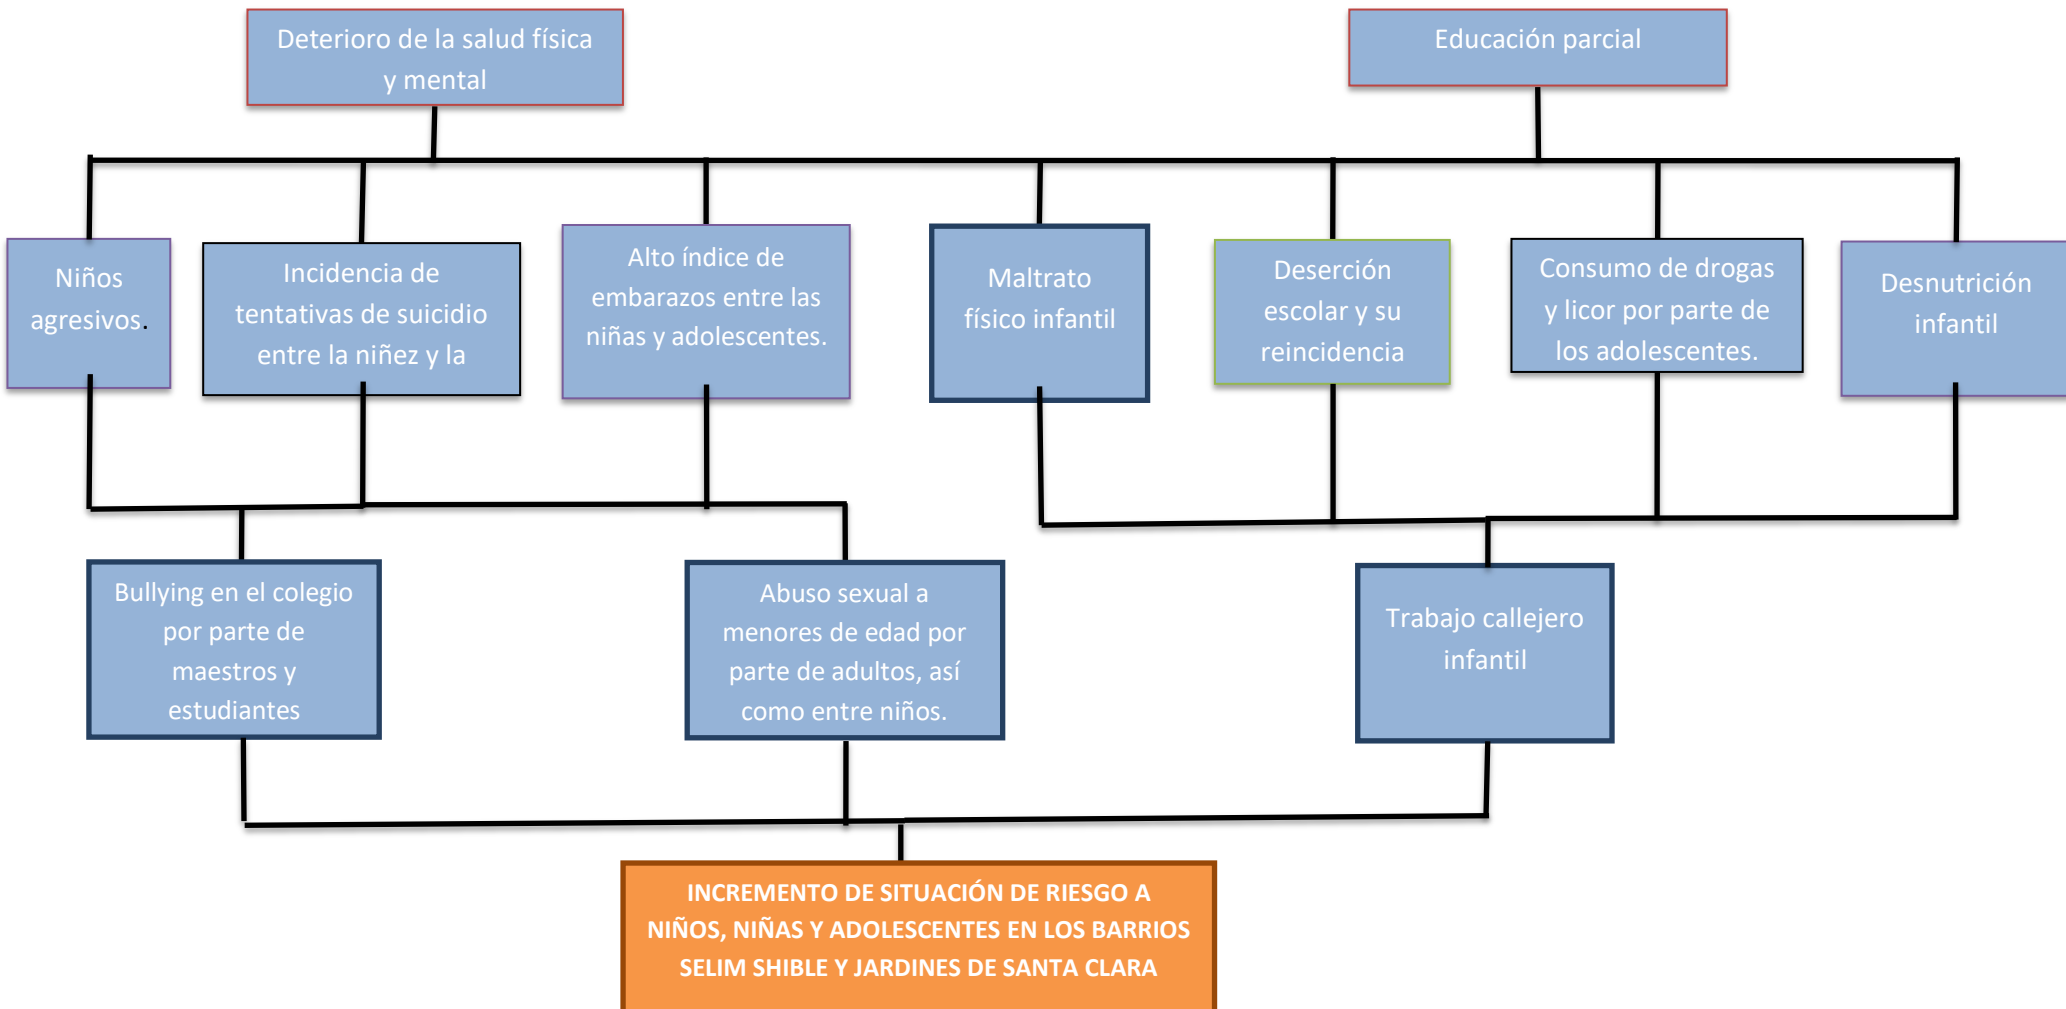 Deterioro de la salud física
y mental
Educación parcial
Niños
agresivos.
Incidencia de
tentativas de suicidio
entre la niñez y la
Alto índice de
embarazos entre las
niñas y adolescentes.
Maltrato
físico infantil
Deserción
escolar y su
reincidencia
Consumo de drogas
y licor por parte de
los adolescentes.
Desnutrición
infantil
Bullying en el colegio
por parte de
maestros y
estudiantes
Abuso sexual a
menores de edad por
parte de adultos, así
como entre niños.
Trabajo callejero
infantil
INCREMENTO DE SITUACIÓN DE RIESGO A
NIÑOS, NIÑAS Y ADOLESCENTES EN LOS BARRIOS
SELIM SHIBLE Y JARDINES DE SANTA CLARA